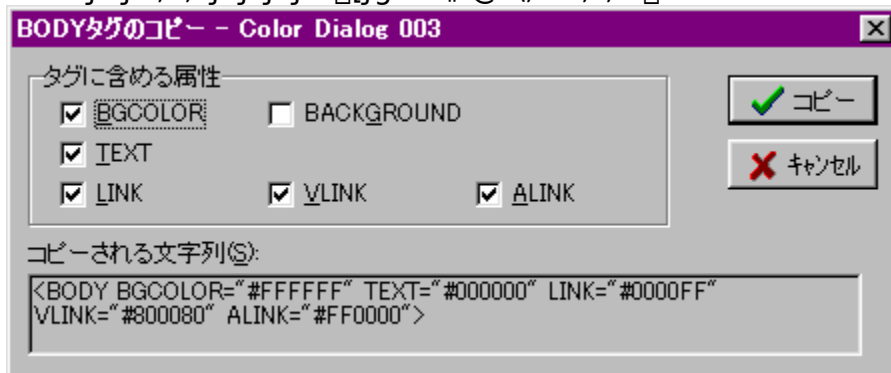 BODYタグのコピー - Color Dialog 003
タグに含める属性
BGCOLOR BACKGROUND
コピー
TEXT
キャンセル
LINK VLINK ALINK
コピーされる文字列(S):
<BODY BGCOLOR="#FFFFFF" TEXT="#000000" LINK="#0000FF"
VLINK="#800080" ALINK="#FF0000">